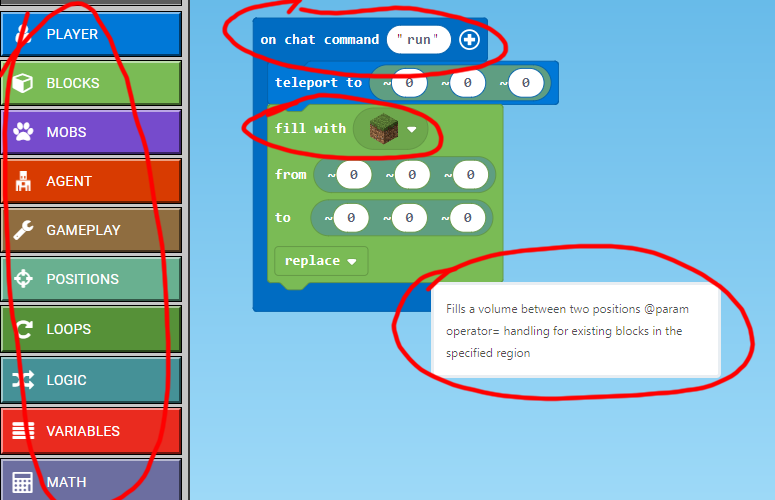 PLAYER
BLOCKS
MOBS
AGENT
GAMEPLAY
POSITIONS
LOOPS
LOGIC
VARIABLES
MATH
on chat command "run"
teleport to ~0 ~0 ~0
fill with
from ~0 ~0 ~0
to ~0 ~0 ~0
replace
Fills a volume between two positions @param
operator= handling for existing blocks in the
specified region